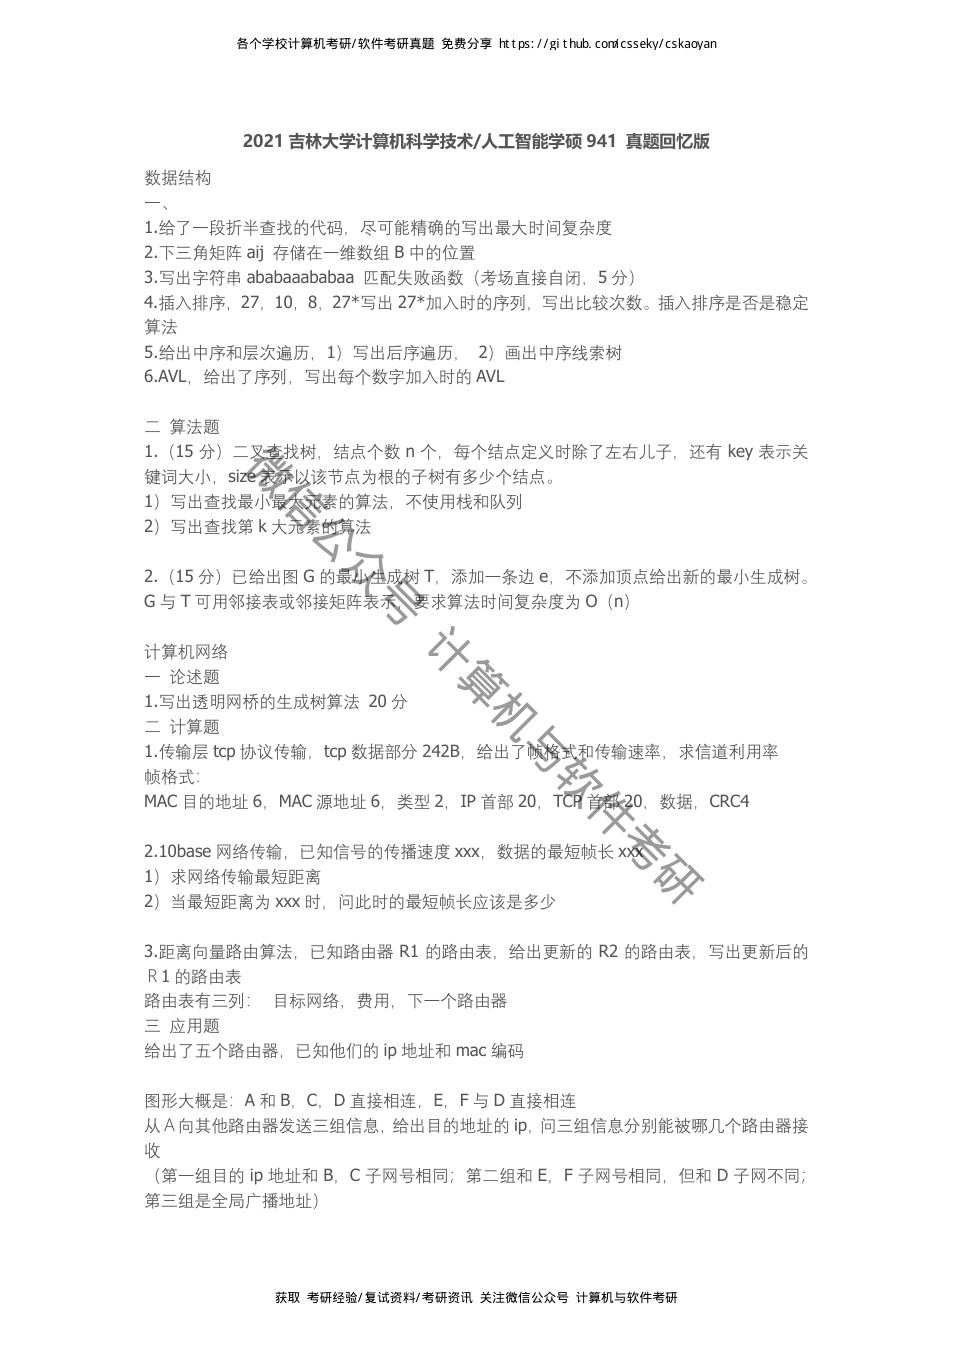 各个学校计算机考研/软件考研真题 免费分享 https://github.com/csseky/cskaoyan
2021 吉林大学计算机科学技术/人工智能学硕 941 真题回忆版
数据结构
一、
1.给了一段折半查找的代码，尽可能精确的写出最大时间复杂度
2.下三角矩阵 aij 存储在一维数组 B 中的位置
3.写出字符串 ababaaababaa 匹配失败函数（考场直接自闭，5 分）
4.插入排序，27，10，8，27*写出 27*加入时的序列，写出比较次数。插入排序是否是稳定
算法
5.给出中序和层次遍历，1）写出后序遍历， 2）画出中序线索树
6.AVL，给出了序列，写出每个数字加入时的 AVL
二 算法题
1.（15 分）二叉查找树，结点个数 n 个，每个结点定义时除了左右儿子，还有 key 表示关
键词大小，size 表示以该节点为根的子树有多少个结点。
1）写出查找最小最大元素的算法，不使用栈和队列
2）写出查找第 k 大元素的算法
2.（15 分）已给出图 G 的最小生成树 T，添加一条边 e，不添加顶点给出新的最小生成树。
G 与 T 可用邻接表或邻接矩阵表示，要求算法时间复杂度为 O（n）
计算机网络
一 论述题
1.写出透明网桥的生成树算法 20 分
二 计算题
1.传输层 tcp 协议传输，tcp 数据部分 242B，给出了帧格式和传输速率，求信道利用率
帧格式：
MAC 目的地址 6，MAC 源地址 6，类型 2，IP 首部 20，TCP 首部 20，数据，CRC4
2.10base 网络传输，已知信号的传播速度 xxx，数据的最短帧长 xxx
1）求网络传输最短距离
2）当最短距离为 xxx 时，问此时的最短帧长应该是多少
3.距离向量路由算法，已知路由器 R1 的路由表，给出更新的 R2 的路由表，写出更新后的
Ｒ1 的路由表
路由表有三列： 目标网络，费用，下一个路由器
三 应用题
给出了五个路由器，已知他们的 ip 地址和 mac 编码
图形大概是：A 和 B，C，D 直接相连，E，F 与 D 直接相连
从Ａ向其他路由器发送三组信息，给出目的地址的 ip，问三组信息分别能被哪几个路由器接
收
（第一组目的 ip 地址和 B，C 子网号相同；第二组和 E，F 子网号相同，但和 D 子网不同；
第三组是全局广播地址）
微信公众号 计算机与软件考研
获取 考研经验/复试资料/考研资讯 关注微信公众号 计算机与软件考研